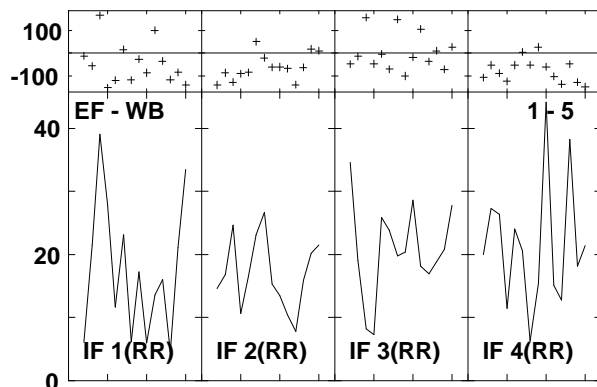 100
-100
EF - WB 1 - 5
40
20
IF 1(RR) IF 2(RR) IF 3(RR) IF 4(RR)
0